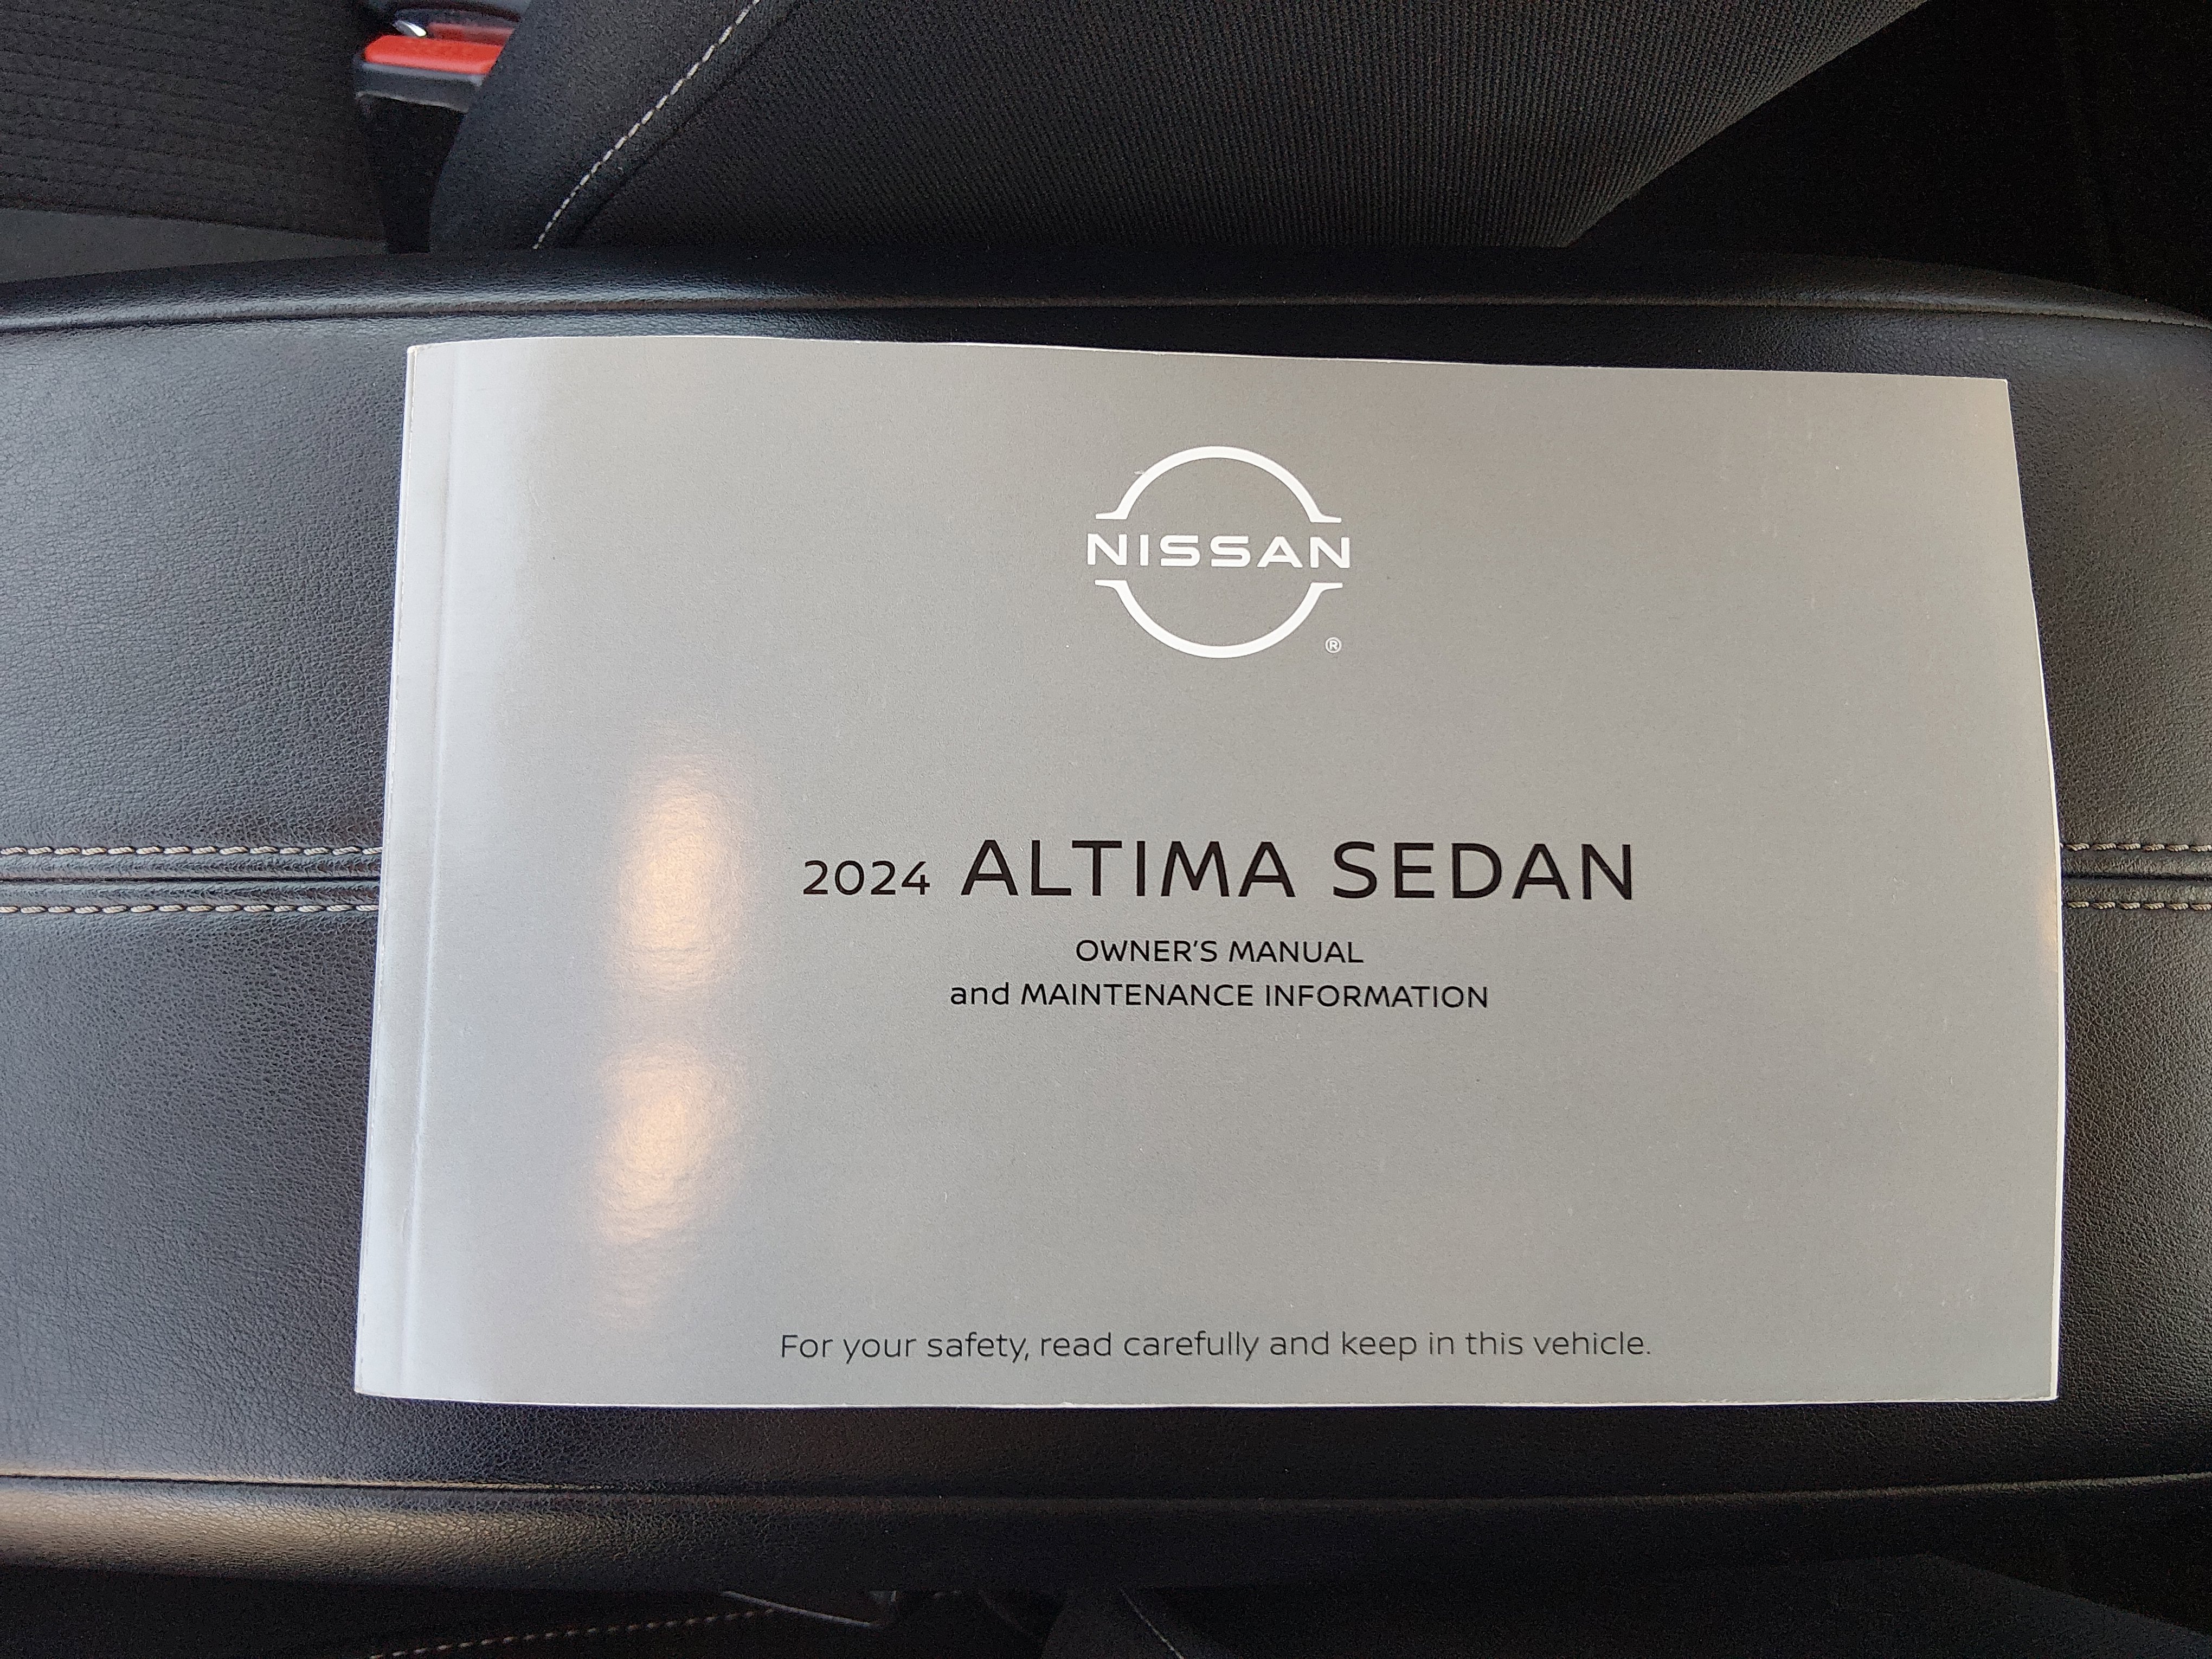 NISSAN
®
2024 ALTIMA SEDAN
OWNER'S MANUAL
and MAINTENANCE INFORMATION
For your safety, read carefully and keep in this vehicle.